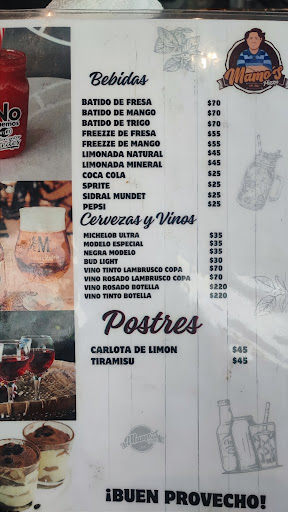 Bebidas
BATIDO DE FRESA $70
BATIDO DE MANGO $70
BATIDO DE TRIGO $70
FREEZZE DE FRESA $55
FREEZZE DE MANGO $55
LIMONADA NATURAL $45
LIMONADA MINERAL $45
COCA COLA $25
SPRITE $25
SIDRAL MUNDET $25
PEPSI $25
Cervezas y Vinos
MICHELOB ULTRA $35
MODELO ESPECIAL $35
NEGRA MODELO $35
BUD LIGHT $30
VINO TINTO LAMBRUSCO COPA $70
VINO ROSADO LAMBRUSCO COPA $70
VINO ROSADO BOTELLA $220
VINO TINTO BOTELLA $220
Postres
CARLOTA DE LIMON $45
TIRAMISU $45
¡BUEN PROVECHO!
Mamo's